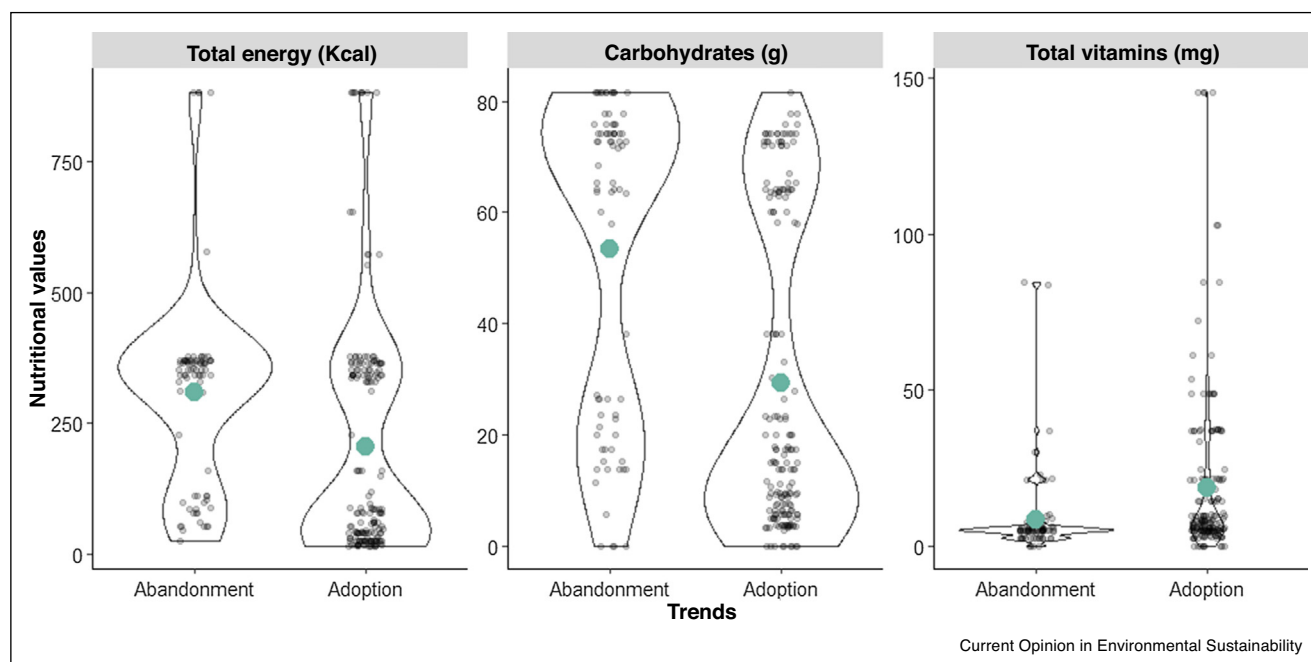 Total energy (Kcal)
Carbohydrates (g)
Total vitamins (mg)
Nutritional values
750
500
250
0
80
60
40
20
0
150
100
50
0
Abandonment
Adoption
Abandonment
Adoption
Abandonment
Adoption
Trends
Current Opinion in Environmental Sustainability